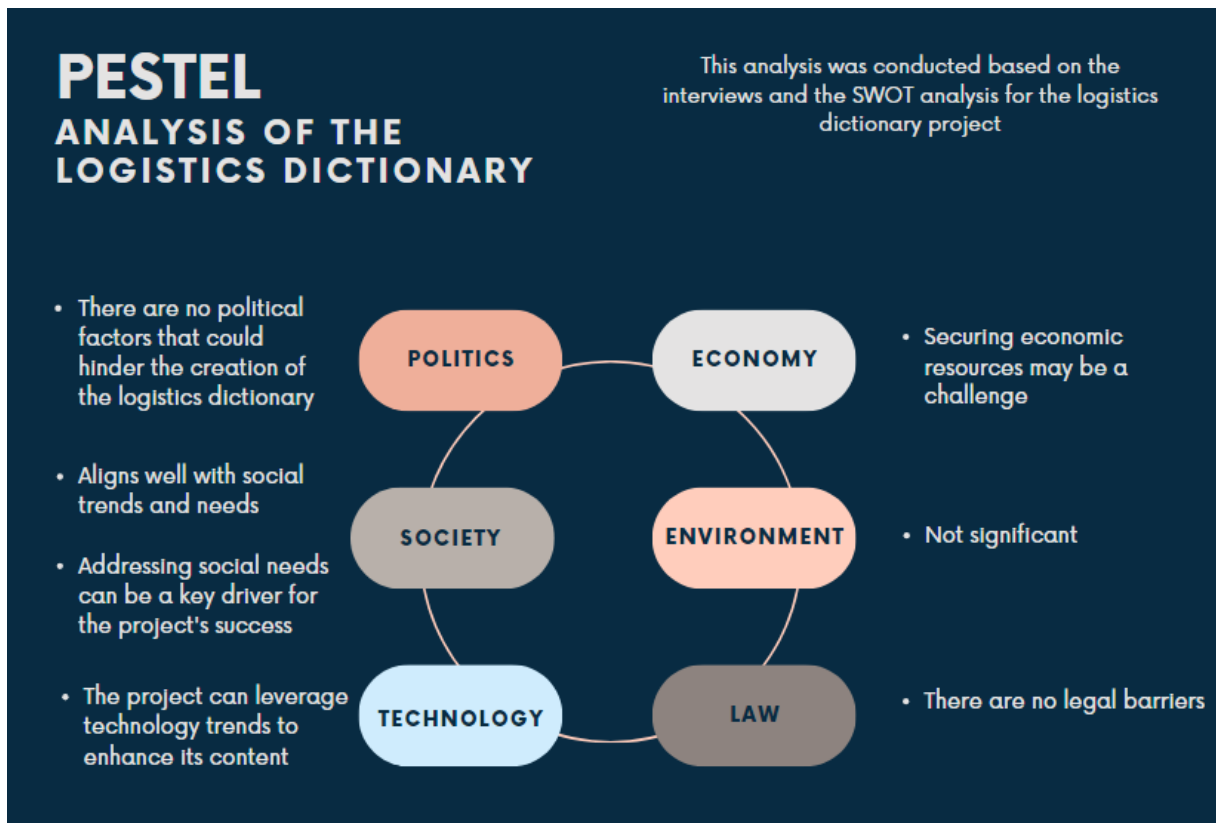 PESTEL
ANALYSIS OF THE
LOGISTICS DICTIONARY
This analysis was conducted based on the
interviews and the SWOT analysis for the logistics
dictionary project
• There are no political
factors that could
hinder the creation of
the logistics dictionary
POLITICS
ECONOMY
• Securing economic
resources may be a
challenge
• Aligns well with social
trends and needs
• Addressing social needs
can be a key driver for
the project's success
SOCIETY
ENVIRONMENT
• Not significant
• The project can leverage
technology trends to
enhance its content
TECHNOLOGY
LAW
• There are no legal barriers